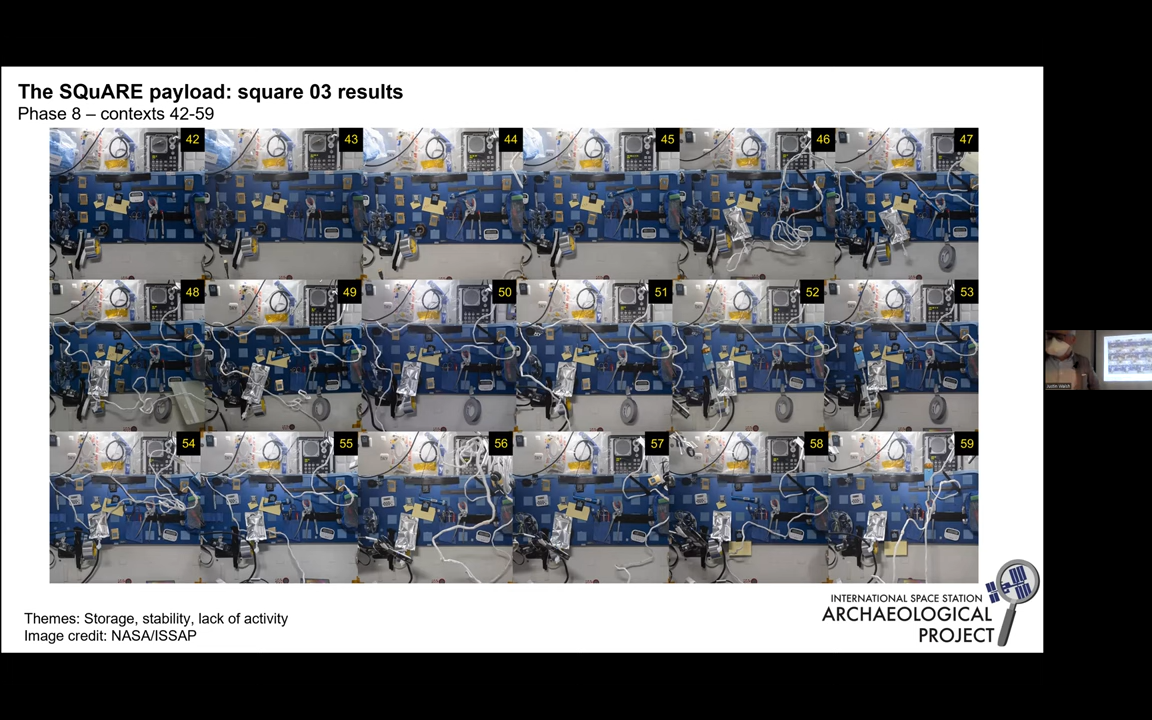 The SQuARE payload: square 03 results
Phase 8 – contexts 42-59
42
43
44
45
46
47
48
49
50
51
52
53
54
55
56
57
58
59
Themes: Storage, stability, lack of activity
Image credit: NASA/ISSAP
INTERNATIONAL SPACE STATION
ARCHAEOLOGICAL
PROJECT
Justin Walsh